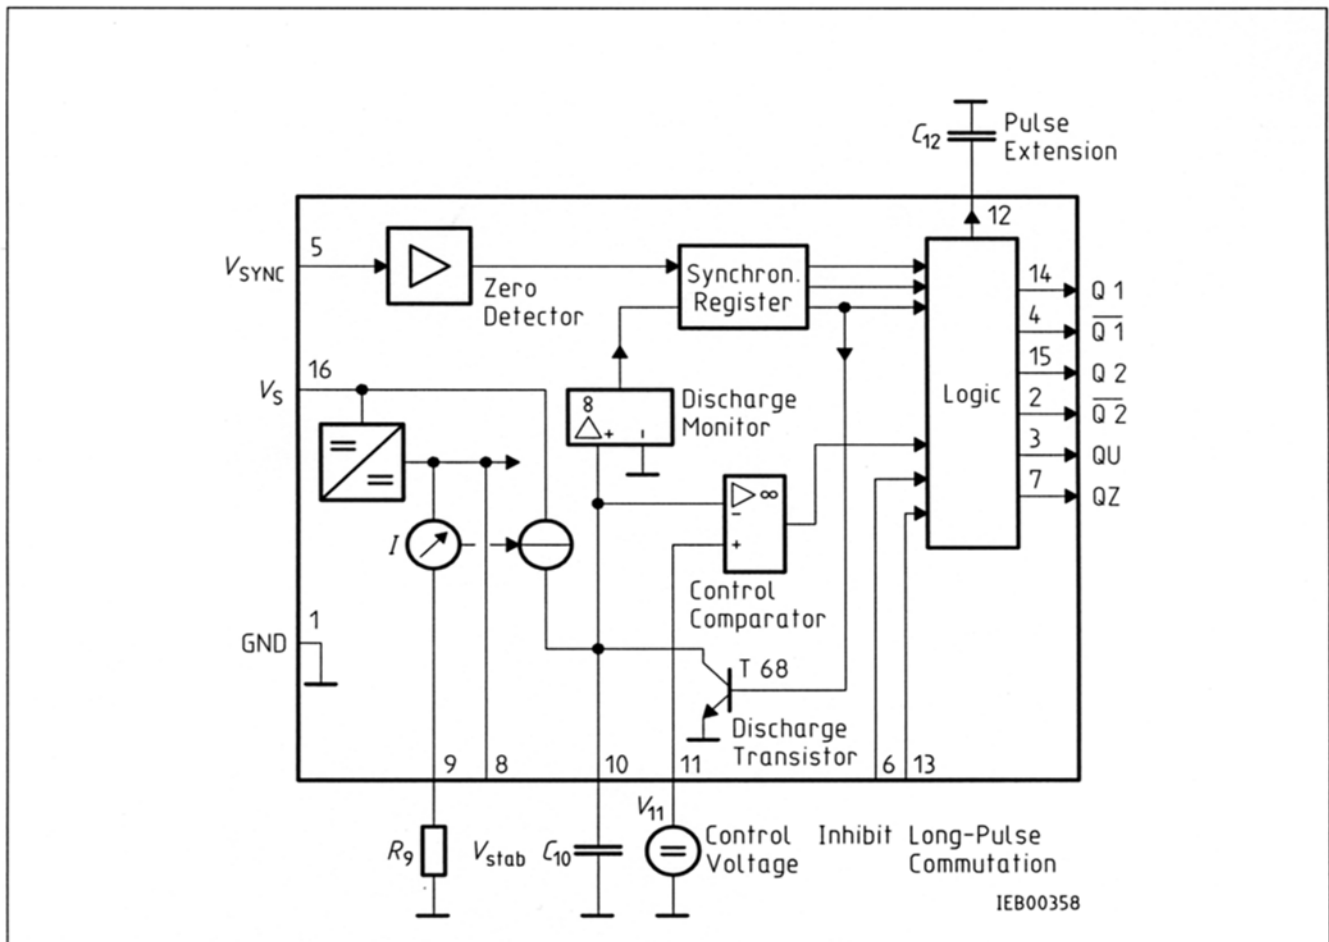 C12
Pulse
Extension
12
5
VSYNC
Zero
Detector
Synchron.
Register
14
Q 1
4
Q̅ 1̅
15
Q 2
2
Q̅ 2̅
3
QU
7
QZ
Logic
16
VS
8
+
-
Discharge
Monitor
∞
-
+
Control
Comparator
I
1
GND
T 68
Discharge
Transistor
9
8
10
11
6
13
R9
Vstab
C10
V11
Control
Voltage
Inhibit
Long-Pulse
Commutation
IEB00358